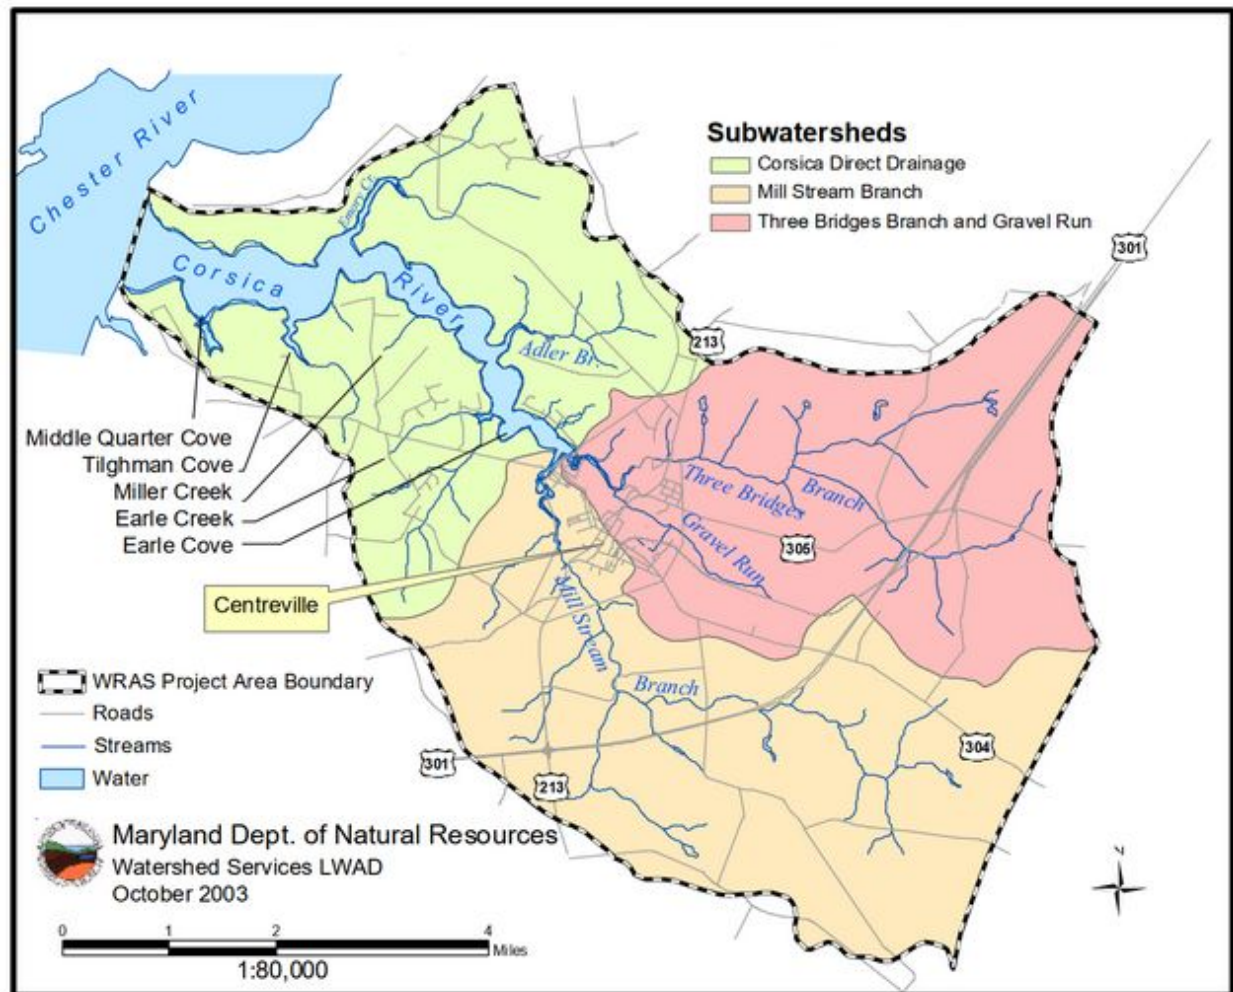 Chester River
Emory Cr.
Corsica
River
Adler Br.
Subwatersheds
Corsica Direct Drainage
Mill Stream Branch
Three Bridges Branch and Gravel Run
301
213
Middle Quarter Cove
Tilghman Cove
Miller Creek
Earle Creek
Earle Cove
Three Bridges
Branch
Gravel Run
305
Centreville
Mill Stream
Branch
WRAS Project Area Boundary
Roads
Streams
Water
301
213
304
Maryland Dept. of Natural Resources
Watershed Services LWAD
October 2003
0 1 2 4
Miles
1:80,000
N